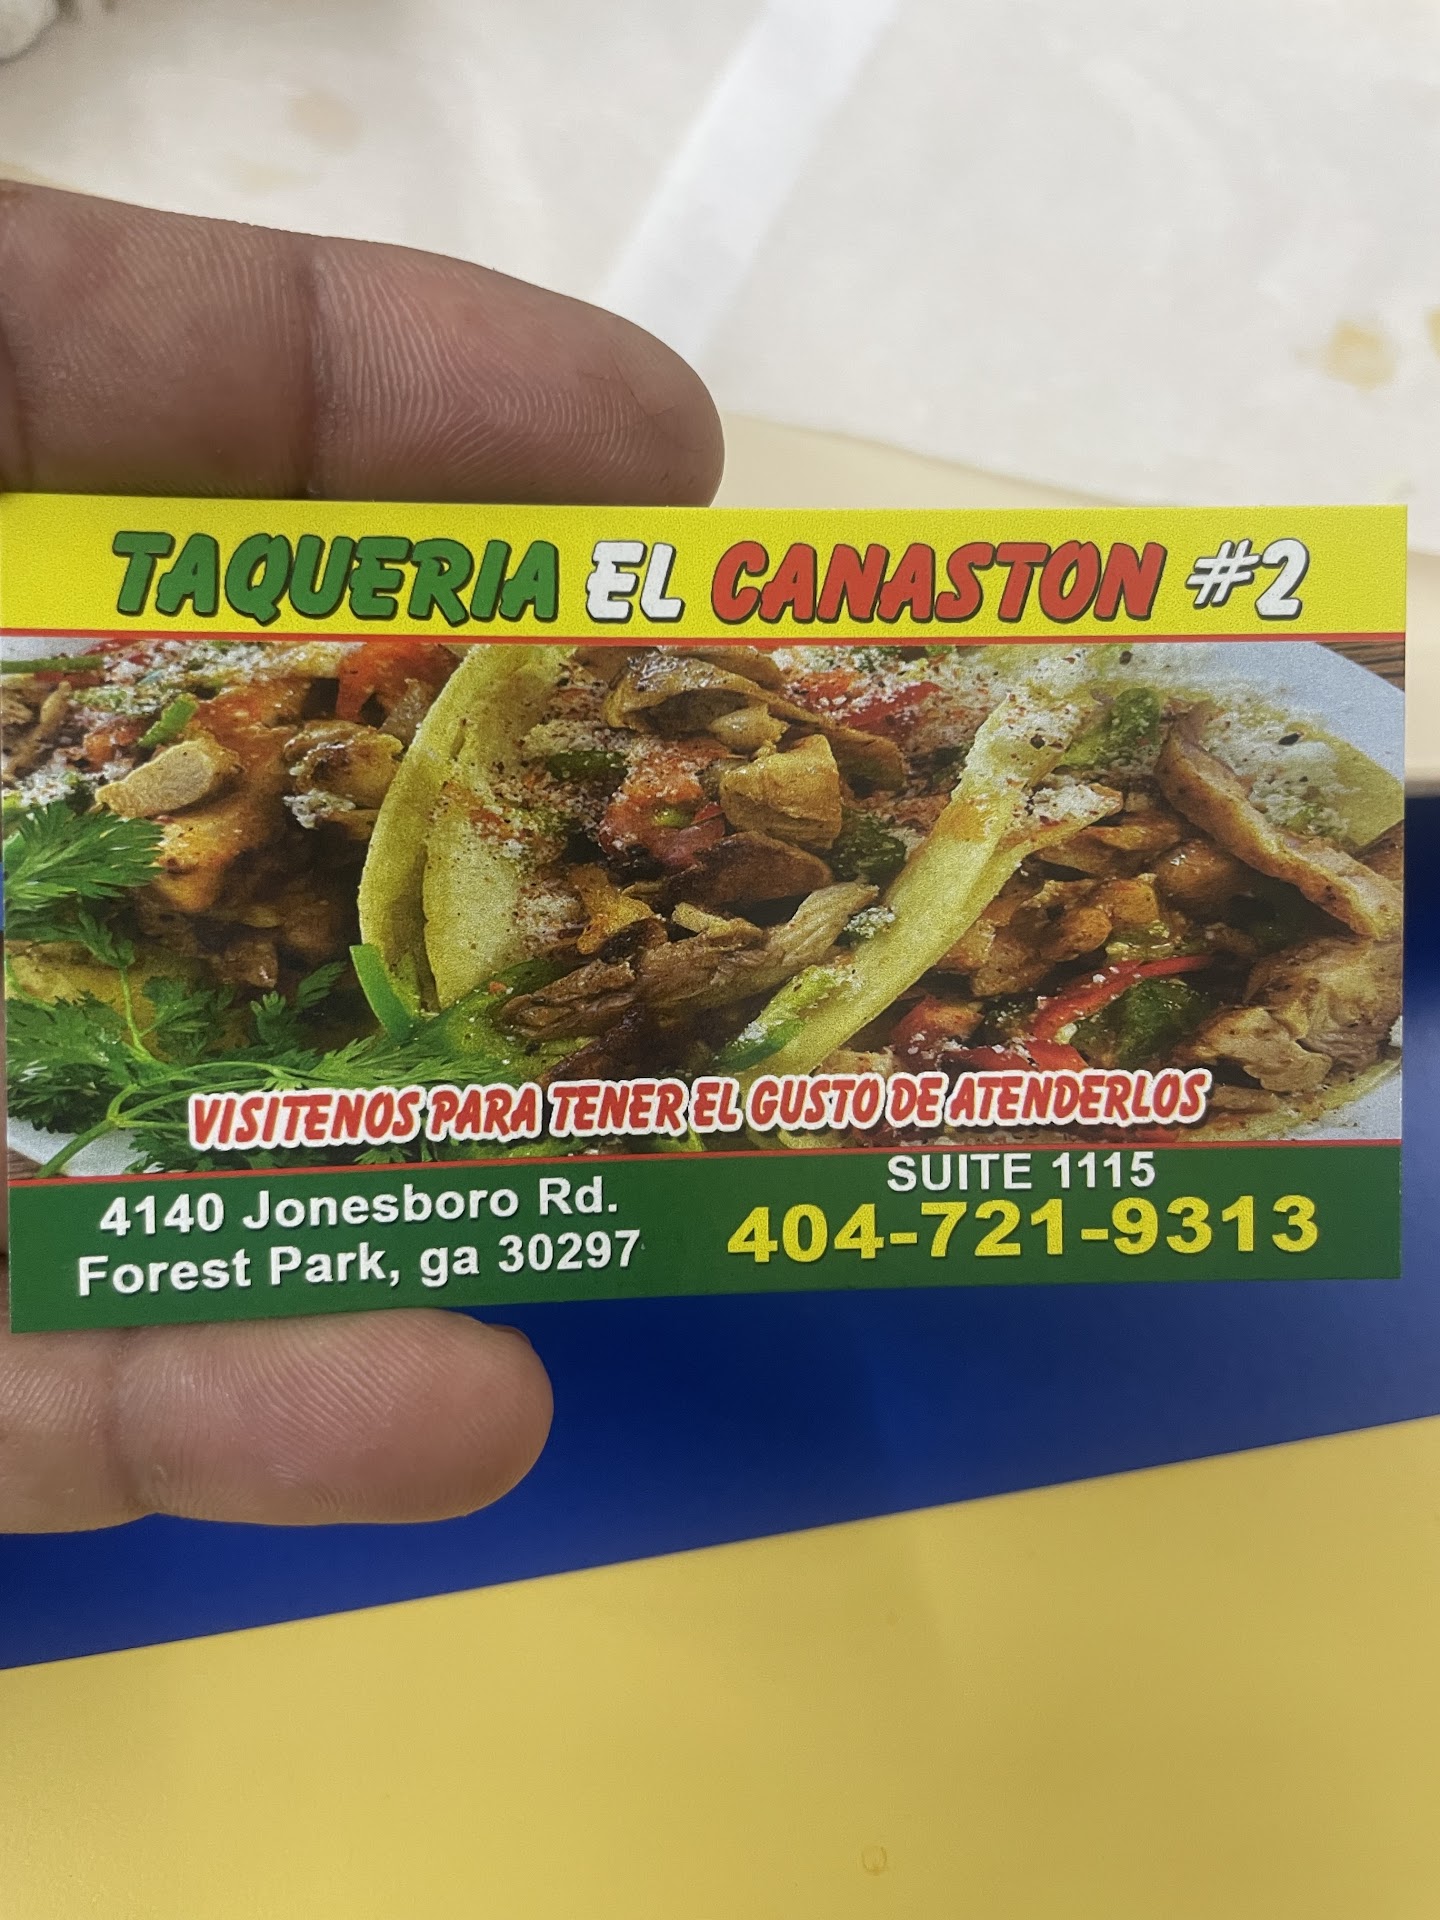 TAQUERIA EL CANASTON #2
VISITENOS PARA TENER EL GUSTO DE ATENDERLOS
4140 Jonesboro Rd.
Forest Park, ga 30297
SUITE 1115
404-721-9313